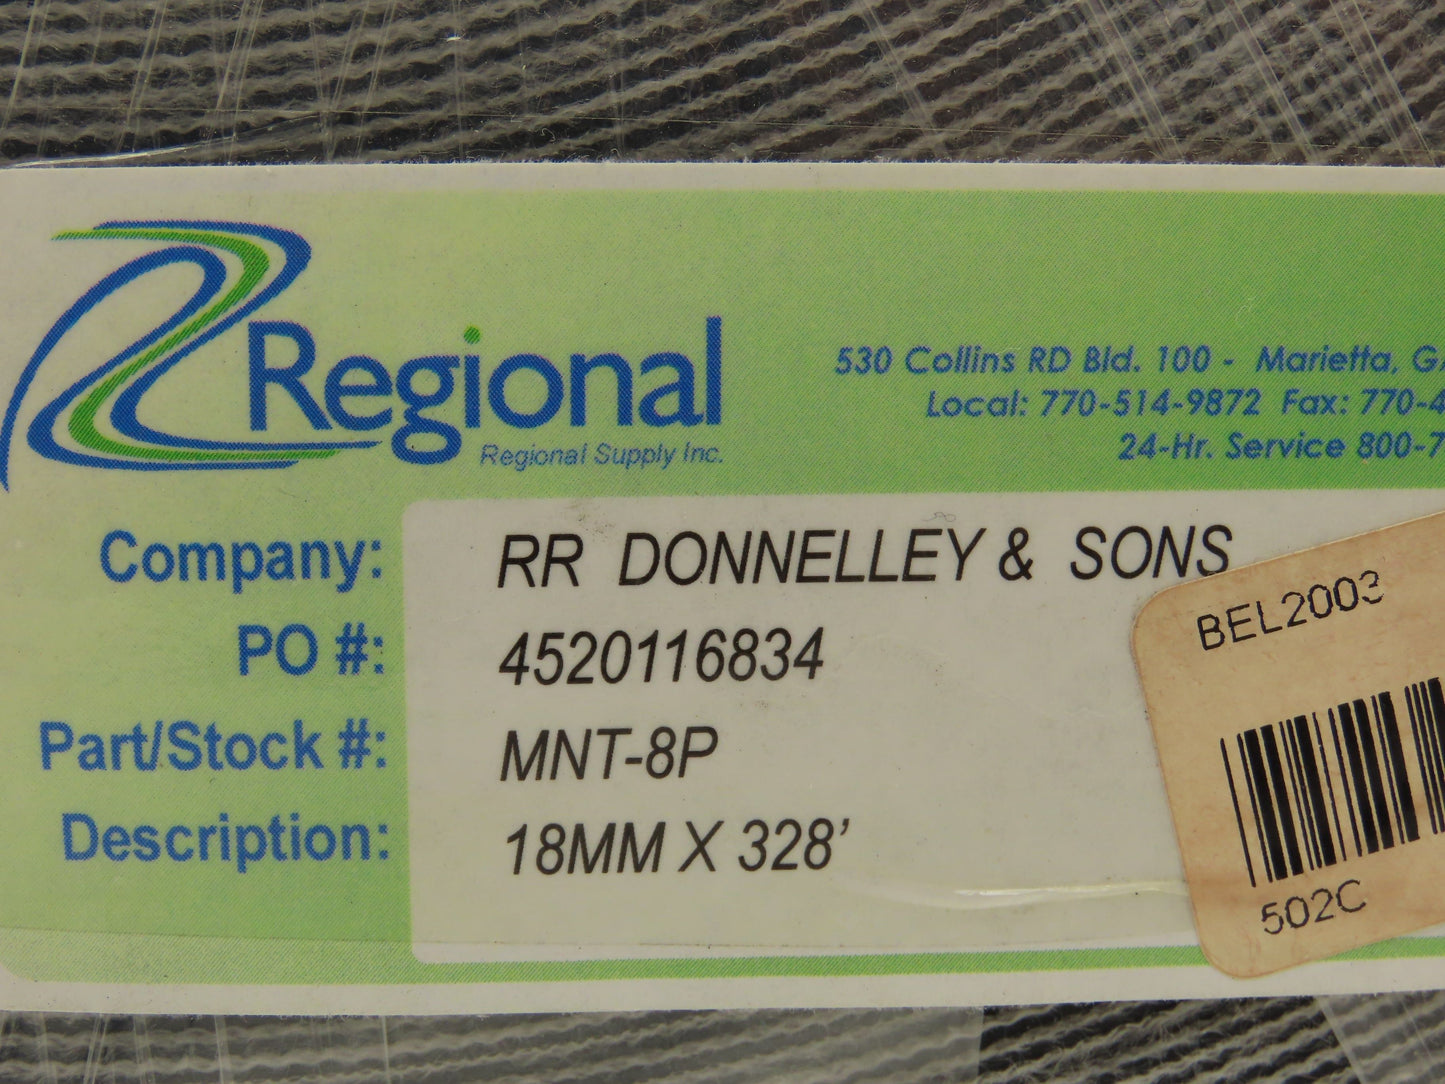 Regional
Regional Supply Inc.
530 Collins RD Bld. 100 - Marietta,
Local: 770-514-9872 Fax:
24-Hr. Service
Company: RR DONNELLEY & SONS
PO #: 4520116834
Part/Stock #: MNT-8P
Description: 18MM X 328’
BEL2003
502C